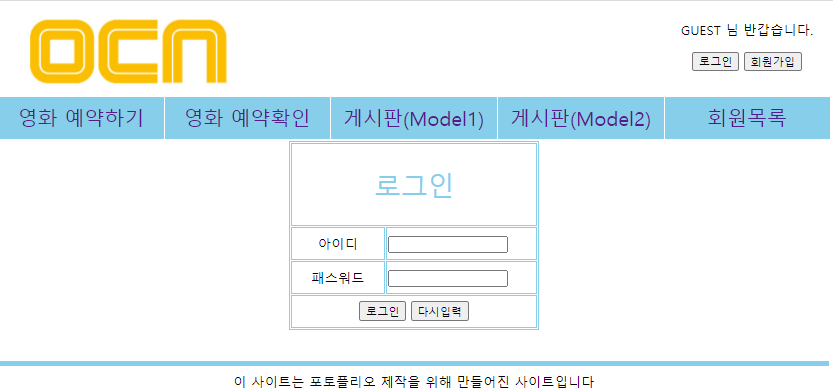 OCN
GUEST 님 반갑습니다.
로그인 회원가입
영화 예약하기 영화 예약확인 게시판(Model1) 게시판(Model2) 회원목록
로그인
아이디
패스워드
로그인 다시입력
이 사이트는 포토플리오 제작을 위해 만들어진 사이트입니다